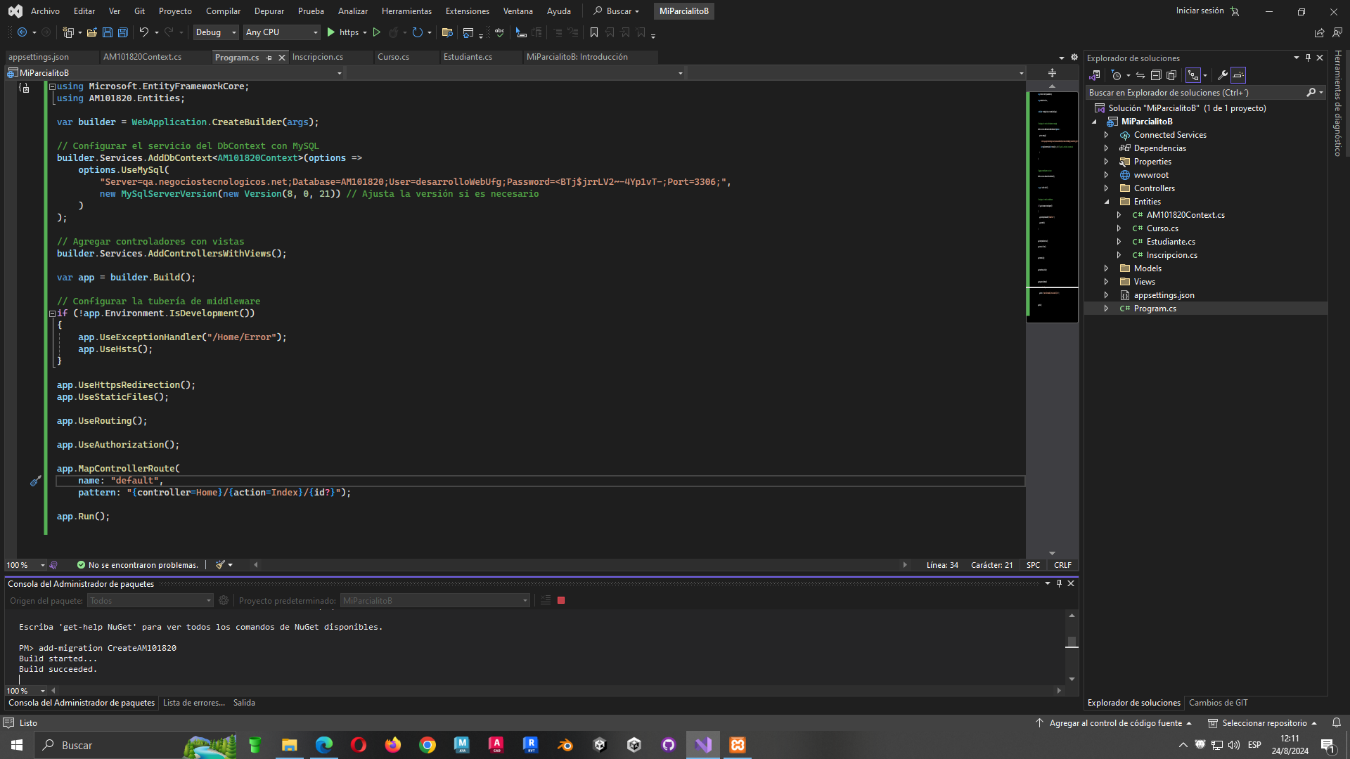 Archivo Editar Ver Git Proyecto Compilar Depurar Prueba Analizar Herramientas Extensiones Ventana Ayuda Buscar MiParcialitoB Iniciar sesión
Debug Any CPU https
appsettings.json AM101820Context.cs Program.cs Inscripcion.cs Curso.cs Estudiante.cs MiParcialitoB: Introducción
MiParcialitoB
using Microsoft.EntityFrameworkCore;
using AM101820.Entities;
var builder = WebApplication.CreateBuilder(args);
// Configurar el servicio del DbContext con MySQL
builder.Services.AddDbContext<AM101820Context>(options =>
options.UseMySql(
"Server=qa.negociostecnologicos.net;Database=AM101820;User=desarrolloWebUfg;Password=<BTj$jrrLV2~-4Yp1vT-;Port=3306;",
new MySqlServerVersion(new Version(8, 0, 21)) // Ajusta la versión si es necesario
)
);
// Agregar controladores con vistas
builder.Services.AddControllersWithViews();
var app = builder.Build();
// Configurar la tubería de middleware
if (!app.Environment.IsDevelopment())
{
app.UseExceptionHandler("/Home/Error");
app.UseHsts();
}
app.UseHttpsRedirection();
app.UseStaticFiles();
app.UseRouting();
app.UseAuthorization();
app.MapControllerRoute(
name: "default",
pattern: "{controller=Home}/{action=Index}/{id?}");
app.Run();
100 % No se encontraron problemas. Línea: 34 Carácter: 21 SPC CRLF
Consola del Administrador de paquetes
Origen del paquete: Todos Proyecto predeterminado: MiParcialitoB
Escriba 'get-help NuGet' para ver todos los comandos de NuGet disponibles.
PM> add-migration CreateAM101820
Build started...
Build succeeded.
100 %
Consola del Administrador de paquetes Lista de errores... Salida
Explorador de soluciones
Buscar en Explorador de soluciones (Ctrl+´)
Solución "MiParcialitoB" (1 de 1 proyecto)
MiParcialitoB
Connected Services
Dependencias
Properties
wwwroot
Controllers
Entities
C# AM101820Context.cs
C# Curso.cs
C# Estudiante.cs
C# Inscripcion.cs
Models
Views
appsettings.json
C# Program.cs
Explorador de soluciones Cambios de GIT
Herramientas de diagnóstico
Listo Agregar al control de código fuente Seleccionar repositorio
Buscar ESP 12:11
24/8/2024 1